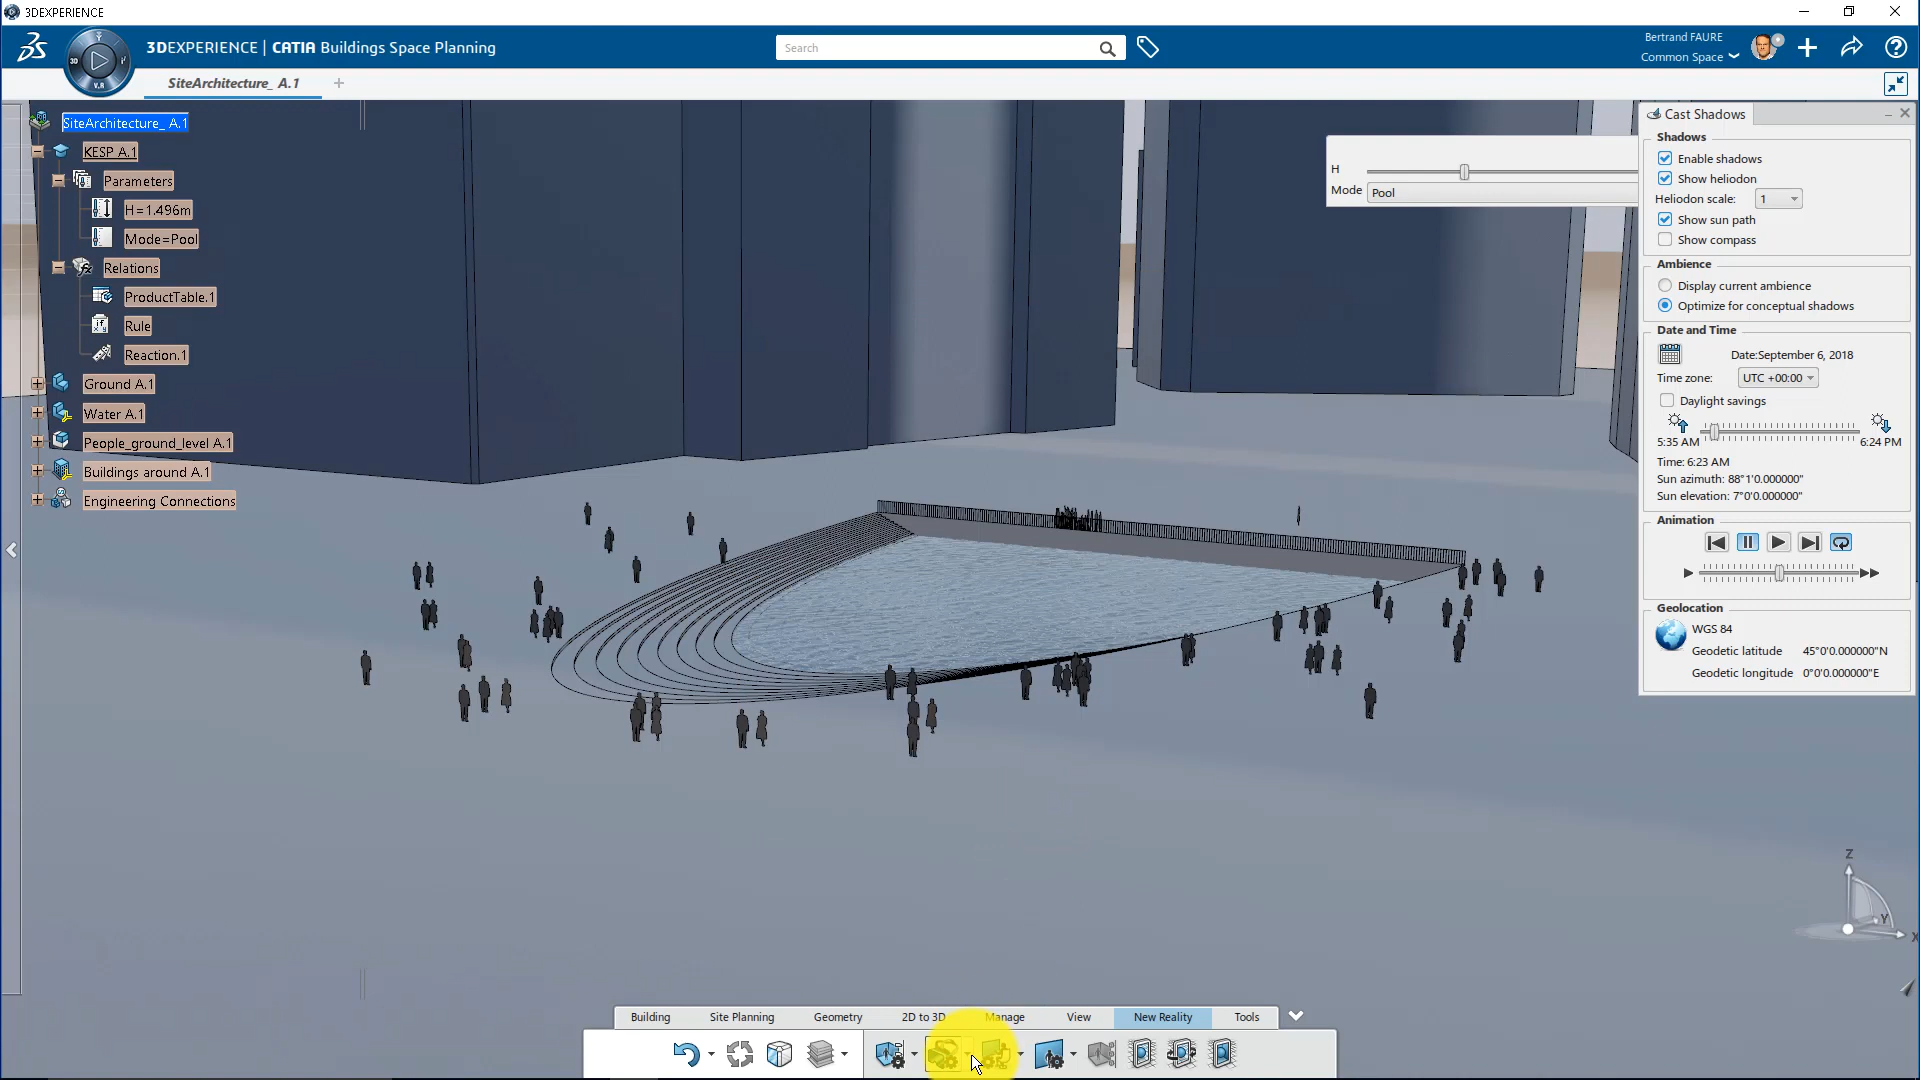 3DEXPERIENCE
3DEXPERIENCE | CATIA Buildings Space Planning
Search
Bertrand FAURE
Common Space
3D
V.R
SiteArchitecture_ A.1
SiteArchitecture_ A.1
KESP A.1
Parameters
H=1.496m
Mode=Pool
Relations
ProductTable.1
Rule
Reaction.1
Ground A.1
Water A.1
People_ground_level A.1
Buildings around A.1
Engineering Connections
H
Mode Pool
Cast Shadows
Shadows
Enable shadows
Show heliodon
Heliodon scale: 1
Show sun path
Show compass
Ambience
Display current ambience
Optimize for conceptual shadows
Date and Time
Date:September 6, 2018
Time zone: UTC +00:00
Daylight savings
5:35 AM 6:24 PM
Time: 6:23 AM
Sun azimuth: 88°1'0.000000"
Sun elevation: 7°0'0.000000"
Animation
Geolocation
WGS 84
Geodetic latitude 45°0'0.000000"N
Geodetic longitude 0°0'0.000000"E
Z
Y
X
Building Site Planning Geometry 2D to 3D Manage View New Reality Tools